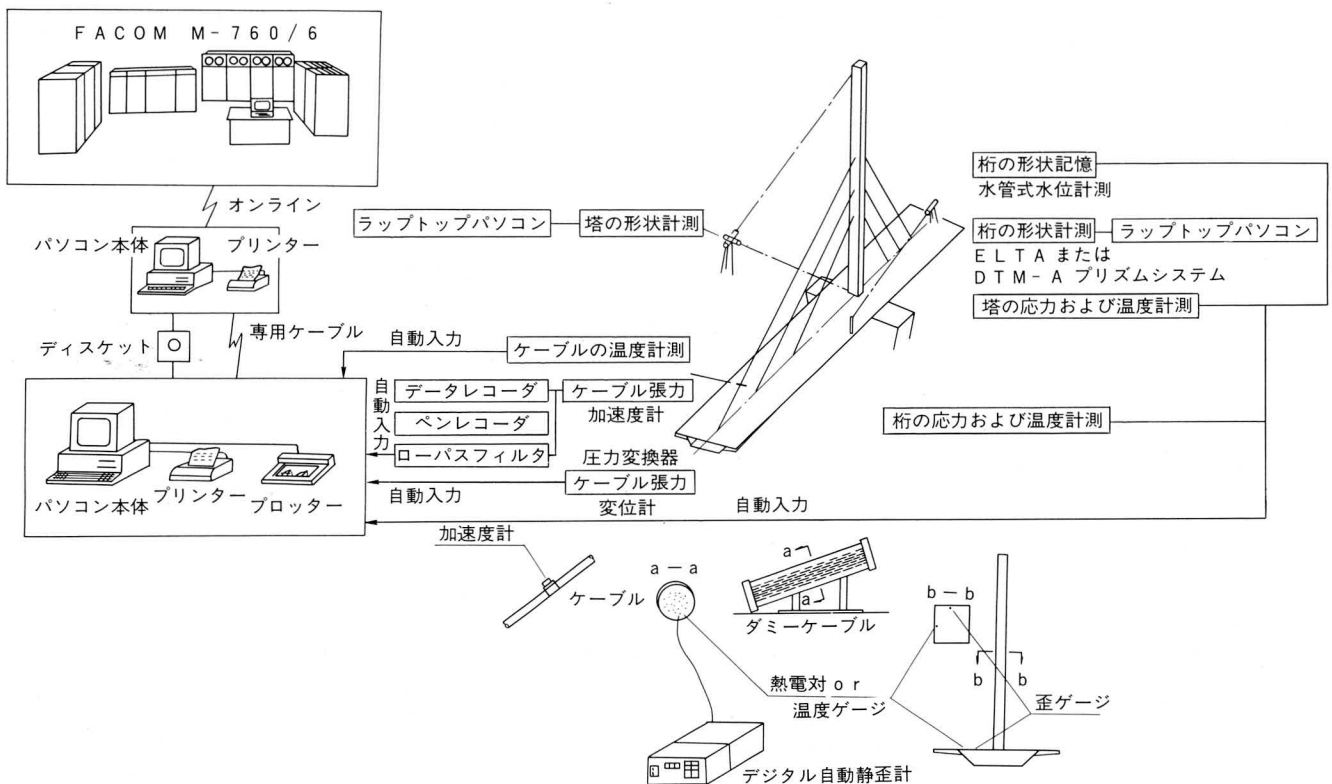 FACOM M-760/6
オンライン
パソコン本体
プリンター
ディスケット
専用ケーブル
ラップトップパソコン
塔の形状計測
桁の形状記憶
水管式水位計測
桁の形状計測
ラップトップパソコン
ELTAまたは
DTM-Aプリズムシステム
塔の応力および温度計測
自動入力
ケーブルの温度計測
自動入力
データレコーダ
ケーブル張力
加速度計
ペンレコーダ
ローパスフィルタ
圧力変換器
ケーブル張力
変位計
自動入力
桁の応力および温度計測
自動入力
パソコン本体
プリンター
プロッター
加速度計
ケーブル
a-a
a
a
ダミーケーブル
b-b
b
b
熱電対or
温度ゲージ
歪ゲージ
デジタル自動静歪計